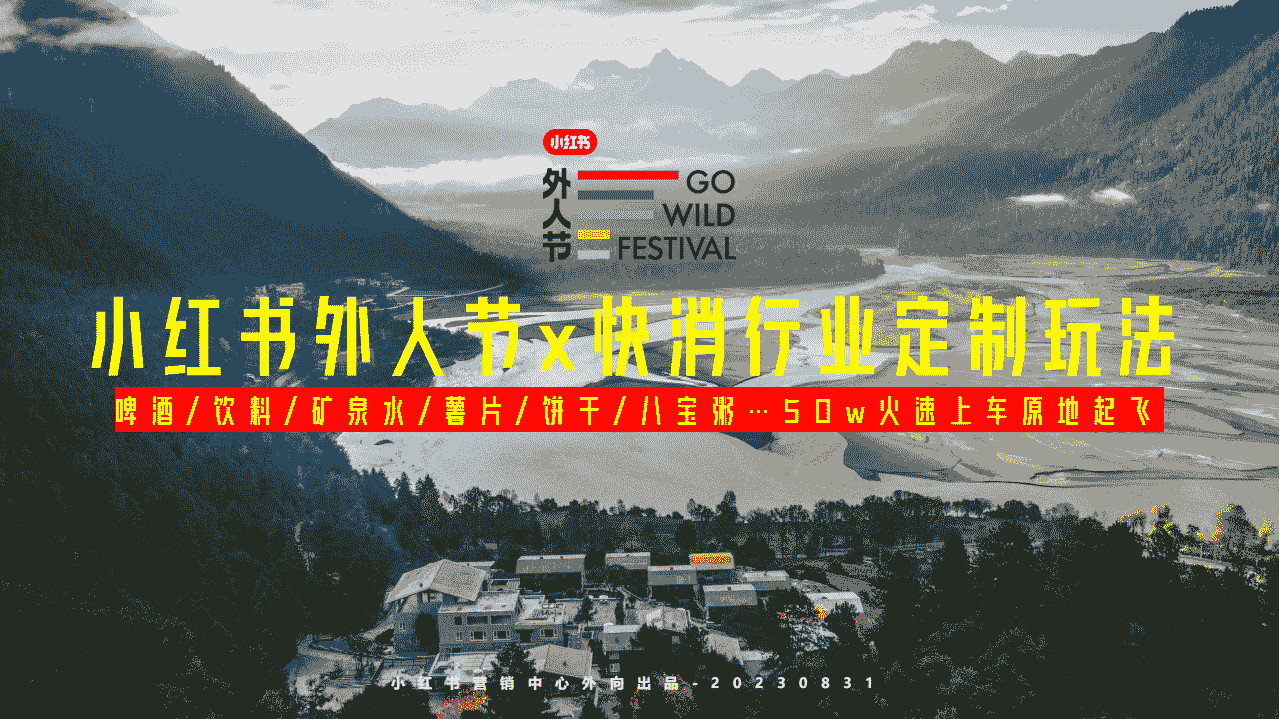 小红书
外人节
GO
WILD
FESTIVAL
小红书外人节x快消行业定制玩法
啤酒/饮料/矿泉水/薯片/饼干/八宝粥…50w火速上车原地起飞
小红书营销中心外向出品-20230831